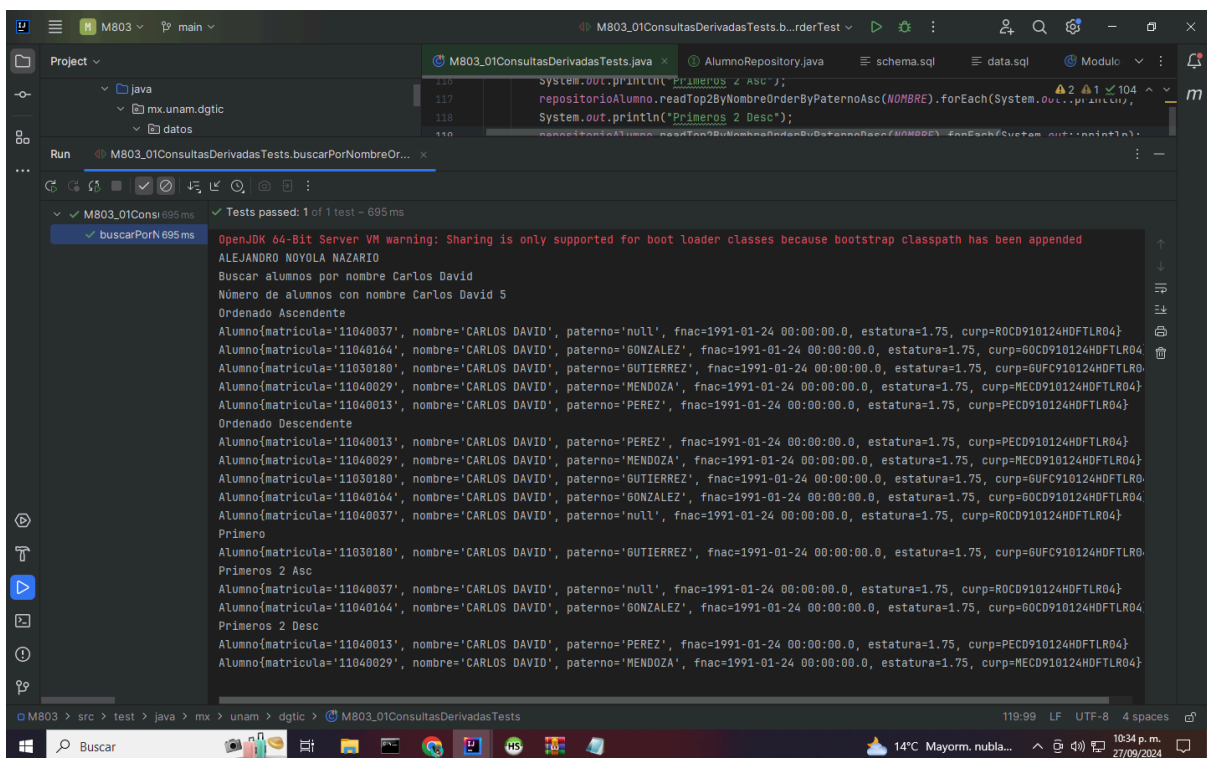 M M803 main M803_01ConsultasDerivadasTests.b...rderTest
Project M803_01ConsultasDerivadasTests.java AlumnoRepository.java schema.sql data.sql Modulo
java
mx.unam.dgtic
datos
116 System.out.println("Primeros 2 Asc");
117 repositorioAlumno.readTop2ByNombreOrderByPaternoAsc(NOMBRE).forEach(System.out::println);
118 System.out.println("Primeros 2 Desc");
119 repositorioAlumno.readTop2ByNombreOrderByPaternoDesc(NOMBRE).forEach(System.out::println);
2 1 104
m
Run M803_01ConsultasDerivadasTests.buscarPorNombreOr...
M803_01Consu 695 ms
buscarPorN 695 ms
Tests passed: 1 of 1 test – 695 ms
OpenJDK 64-Bit Server VM warning: Sharing is only supported for boot loader classes because bootstrap classpath has been appended
ALEJANDRO NOYOLA NAZARIO
Buscar alumnos por nombre Carlos David
Número de alumnos con nombre Carlos David 5
Ordenado Ascendente
Alumno{matricula='11040037', nombre='CARLOS DAVID', paterno='null', fnac=1991-01-24 00:00:00.0, estatura=1.75, curp=ROCD910124HDFTLR04}
Alumno{matricula='11040164', nombre='CARLOS DAVID', paterno='GONZALEZ', fnac=1991-01-24 00:00:00.0, estatura=1.75, curp=GOCD910124HDFTLR04}
Alumno{matricula='11030180', nombre='CARLOS DAVID', paterno='GUTIERREZ', fnac=1991-01-24 00:00:00.0, estatura=1.75, curp=GUFC910124HDFTLR04
Alumno{matricula='11040029', nombre='CARLOS DAVID', paterno='MENDOZA', fnac=1991-01-24 00:00:00.0, estatura=1.75, curp=MECD910124HDFTLR04}
Alumno{matricula='11040013', nombre='CARLOS DAVID', paterno='PEREZ', fnac=1991-01-24 00:00:00.0, estatura=1.75, curp=PECD910124HDFTLR04}
Ordenado Descendente
Alumno{matricula='11040013', nombre='CARLOS DAVID', paterno='PEREZ', fnac=1991-01-24 00:00:00.0, estatura=1.75, curp=PECD910124HDFTLR04}
Alumno{matricula='11040029', nombre='CARLOS DAVID', paterno='MENDOZA', fnac=1991-01-24 00:00:00.0, estatura=1.75, curp=MECD910124HDFTLR04}
Alumno{matricula='11030180', nombre='CARLOS DAVID', paterno='GUTIERREZ', fnac=1991-01-24 00:00:00.0, estatura=1.75, curp=GUFC910124HDFTLR04
Alumno{matricula='11040164', nombre='CARLOS DAVID', paterno='GONZALEZ', fnac=1991-01-24 00:00:00.0, estatura=1.75, curp=GOCD910124HDFTLR04}
Alumno{matricula='11040037', nombre='CARLOS DAVID', paterno='null', fnac=1991-01-24 00:00:00.0, estatura=1.75, curp=ROCD910124HDFTLR04}
Primero
Alumno{matricula='11030180', nombre='CARLOS DAVID', paterno='GUTIERREZ', fnac=1991-01-24 00:00:00.0, estatura=1.75, curp=GUFC910124HDFTLR04
Primeros 2 Asc
Alumno{matricula='11040037', nombre='CARLOS DAVID', paterno='null', fnac=1991-01-24 00:00:00.0, estatura=1.75, curp=ROCD910124HDFTLR04}
Alumno{matricula='11040164', nombre='CARLOS DAVID', paterno='GONZALEZ', fnac=1991-01-24 00:00:00.0, estatura=1.75, curp=GOCD910124HDFTLR04}
Primeros 2 Desc
Alumno{matricula='11040013', nombre='CARLOS DAVID', paterno='PEREZ', fnac=1991-01-24 00:00:00.0, estatura=1.75, curp=PECD910124HDFTLR04}
Alumno{matricula='11040029', nombre='CARLOS DAVID', paterno='MENDOZA', fnac=1991-01-24 00:00:00.0, estatura=1.75, curp=MECD910124HDFTLR04}
M803 > src > test > java > mx > unam > dgtic > M803_01ConsultasDerivadasTests 119:99 LF UTF-8 4 spaces
Buscar 14°C Mayorm. nubla... 10:34 p. m.
27/09/2024